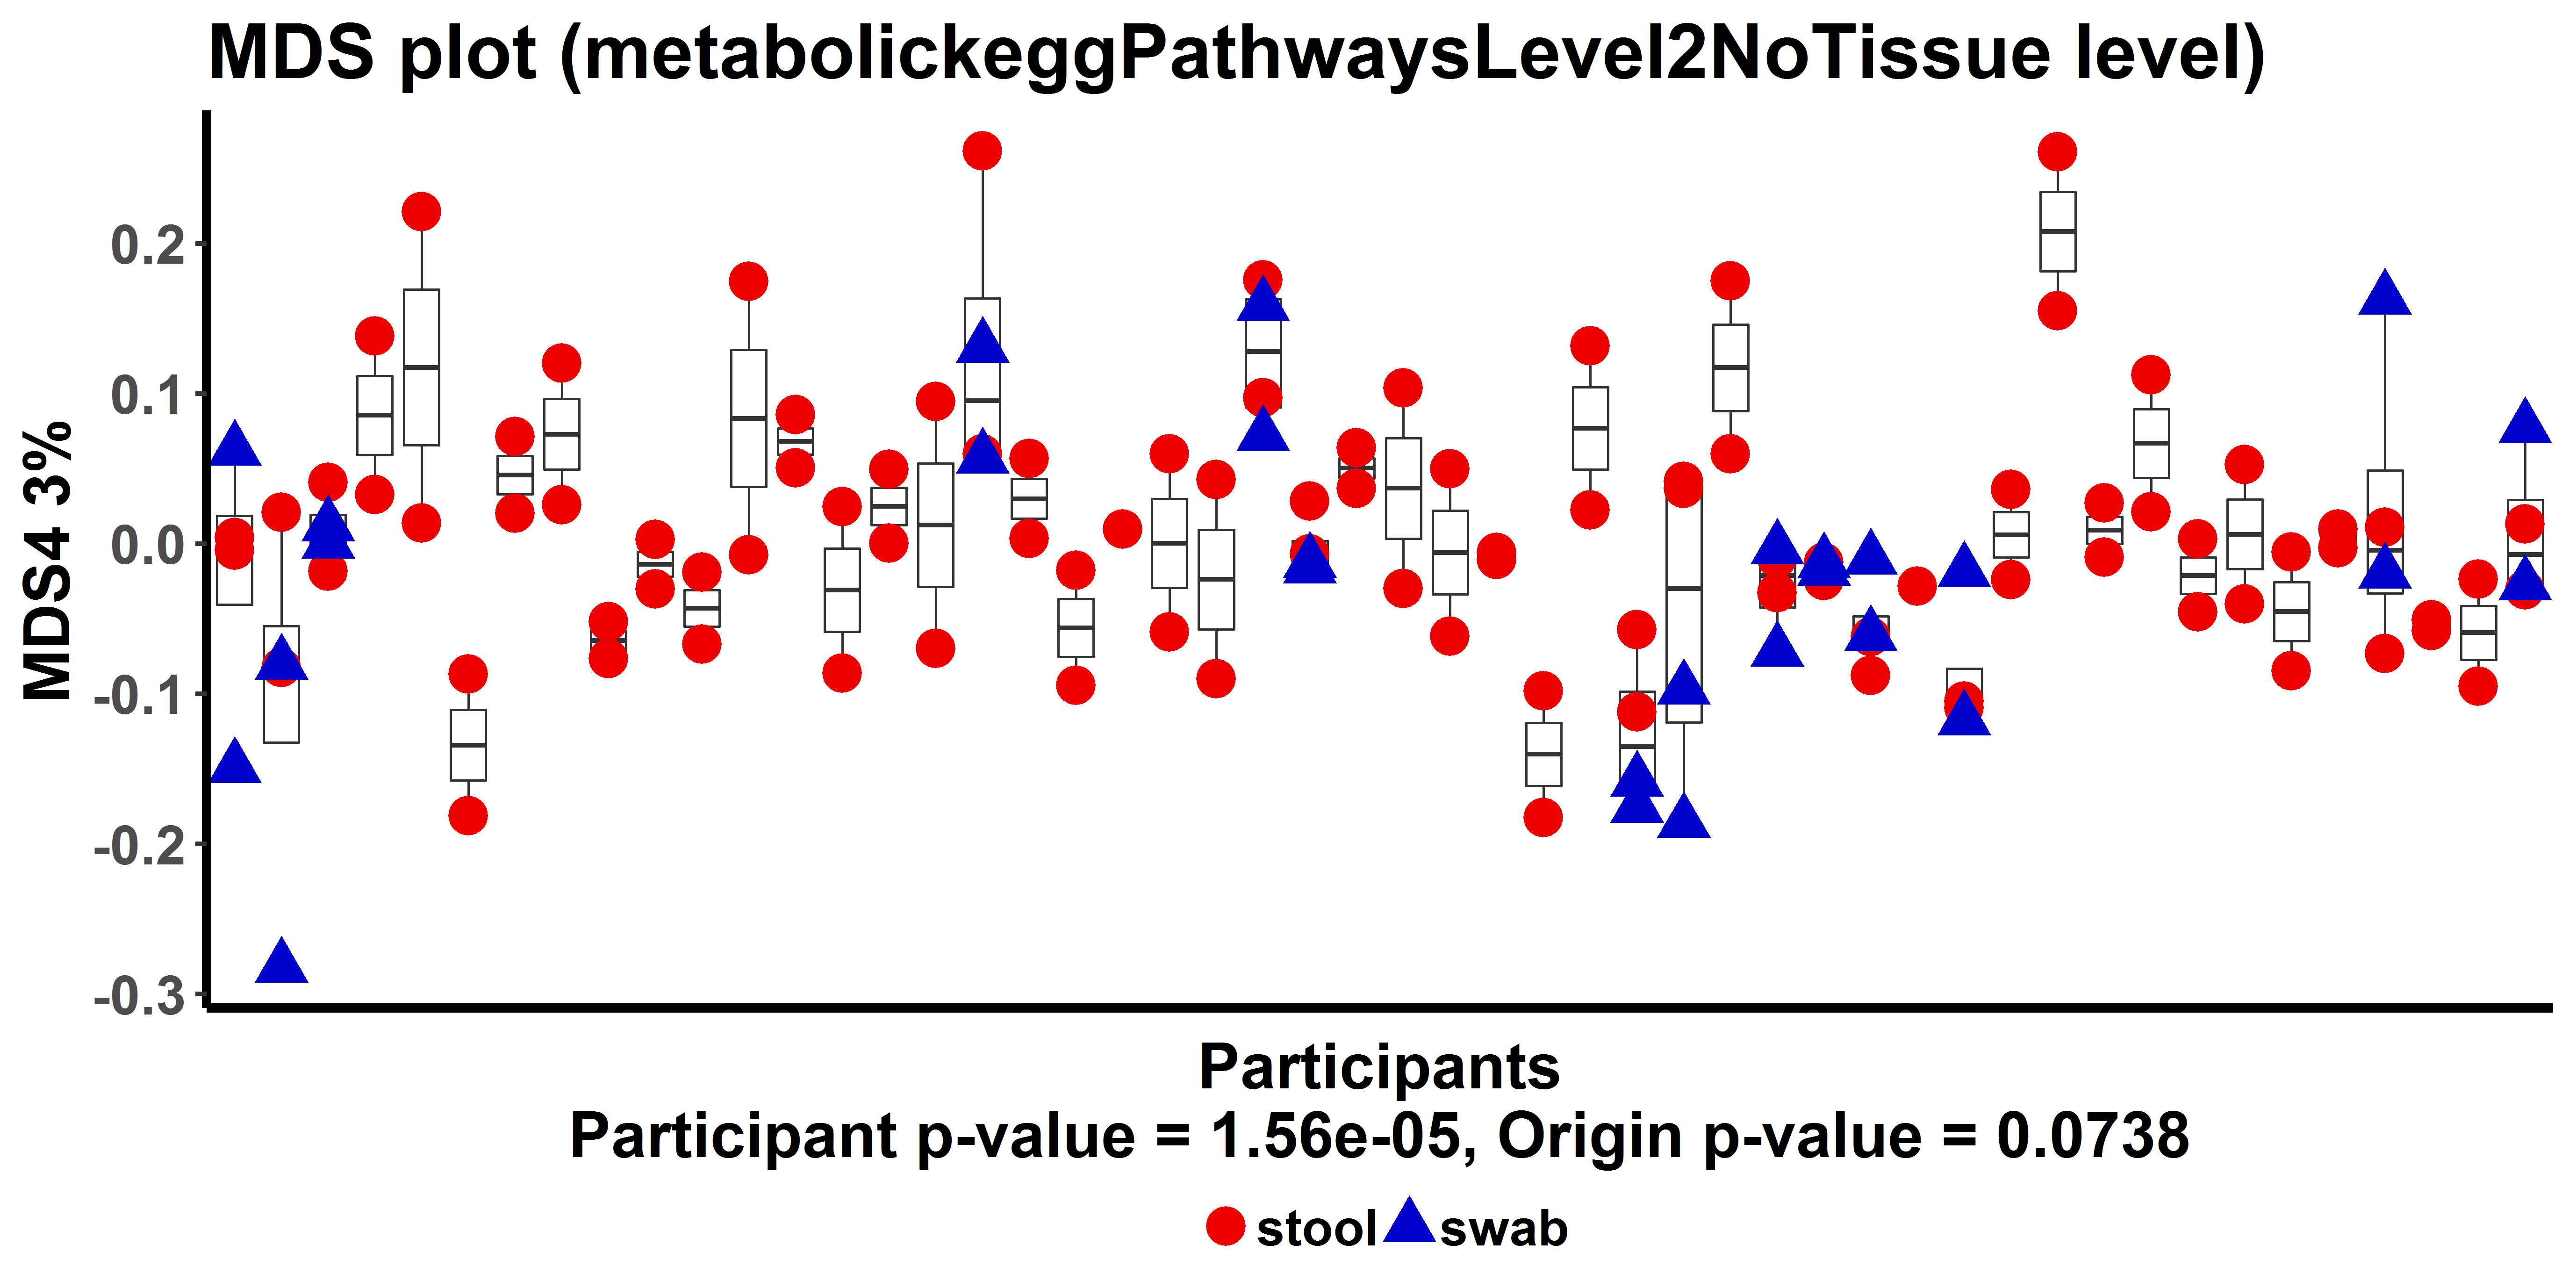 MDS plot (metabolickeggPathwaysLevel2NoTissue level)
MDS4 3%
0.2
0.1
0.0
-0.1
-0.2
-0.3
Participants
Participant p-value = 1.56e-05, Origin p-value = 0.0738
stool swab